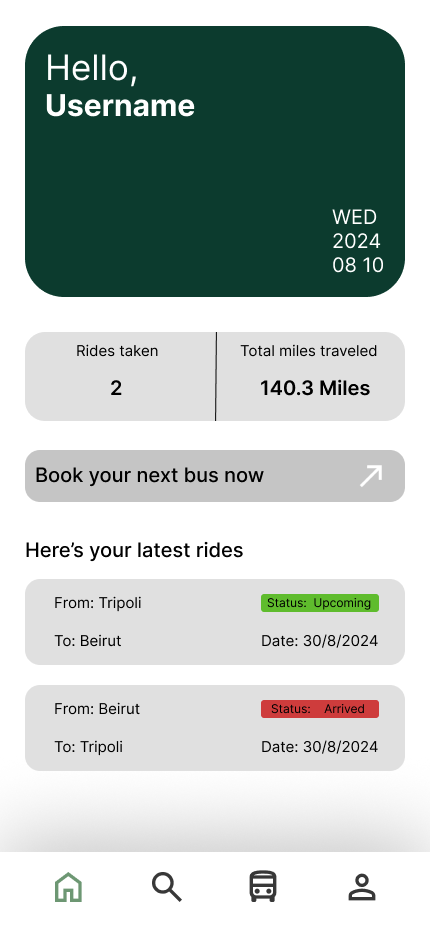 Hello,
Username
WED
2024
08 10
Rides taken
Total miles traveled
2
140.3 Miles
Book your next bus now
Here’s your latest rides
From: Tripoli
Status: Upcoming
To: Beirut
Date: 30/8/2024
From: Beirut
Status: Arrived
To: Tripoli
Date: 30/8/2024